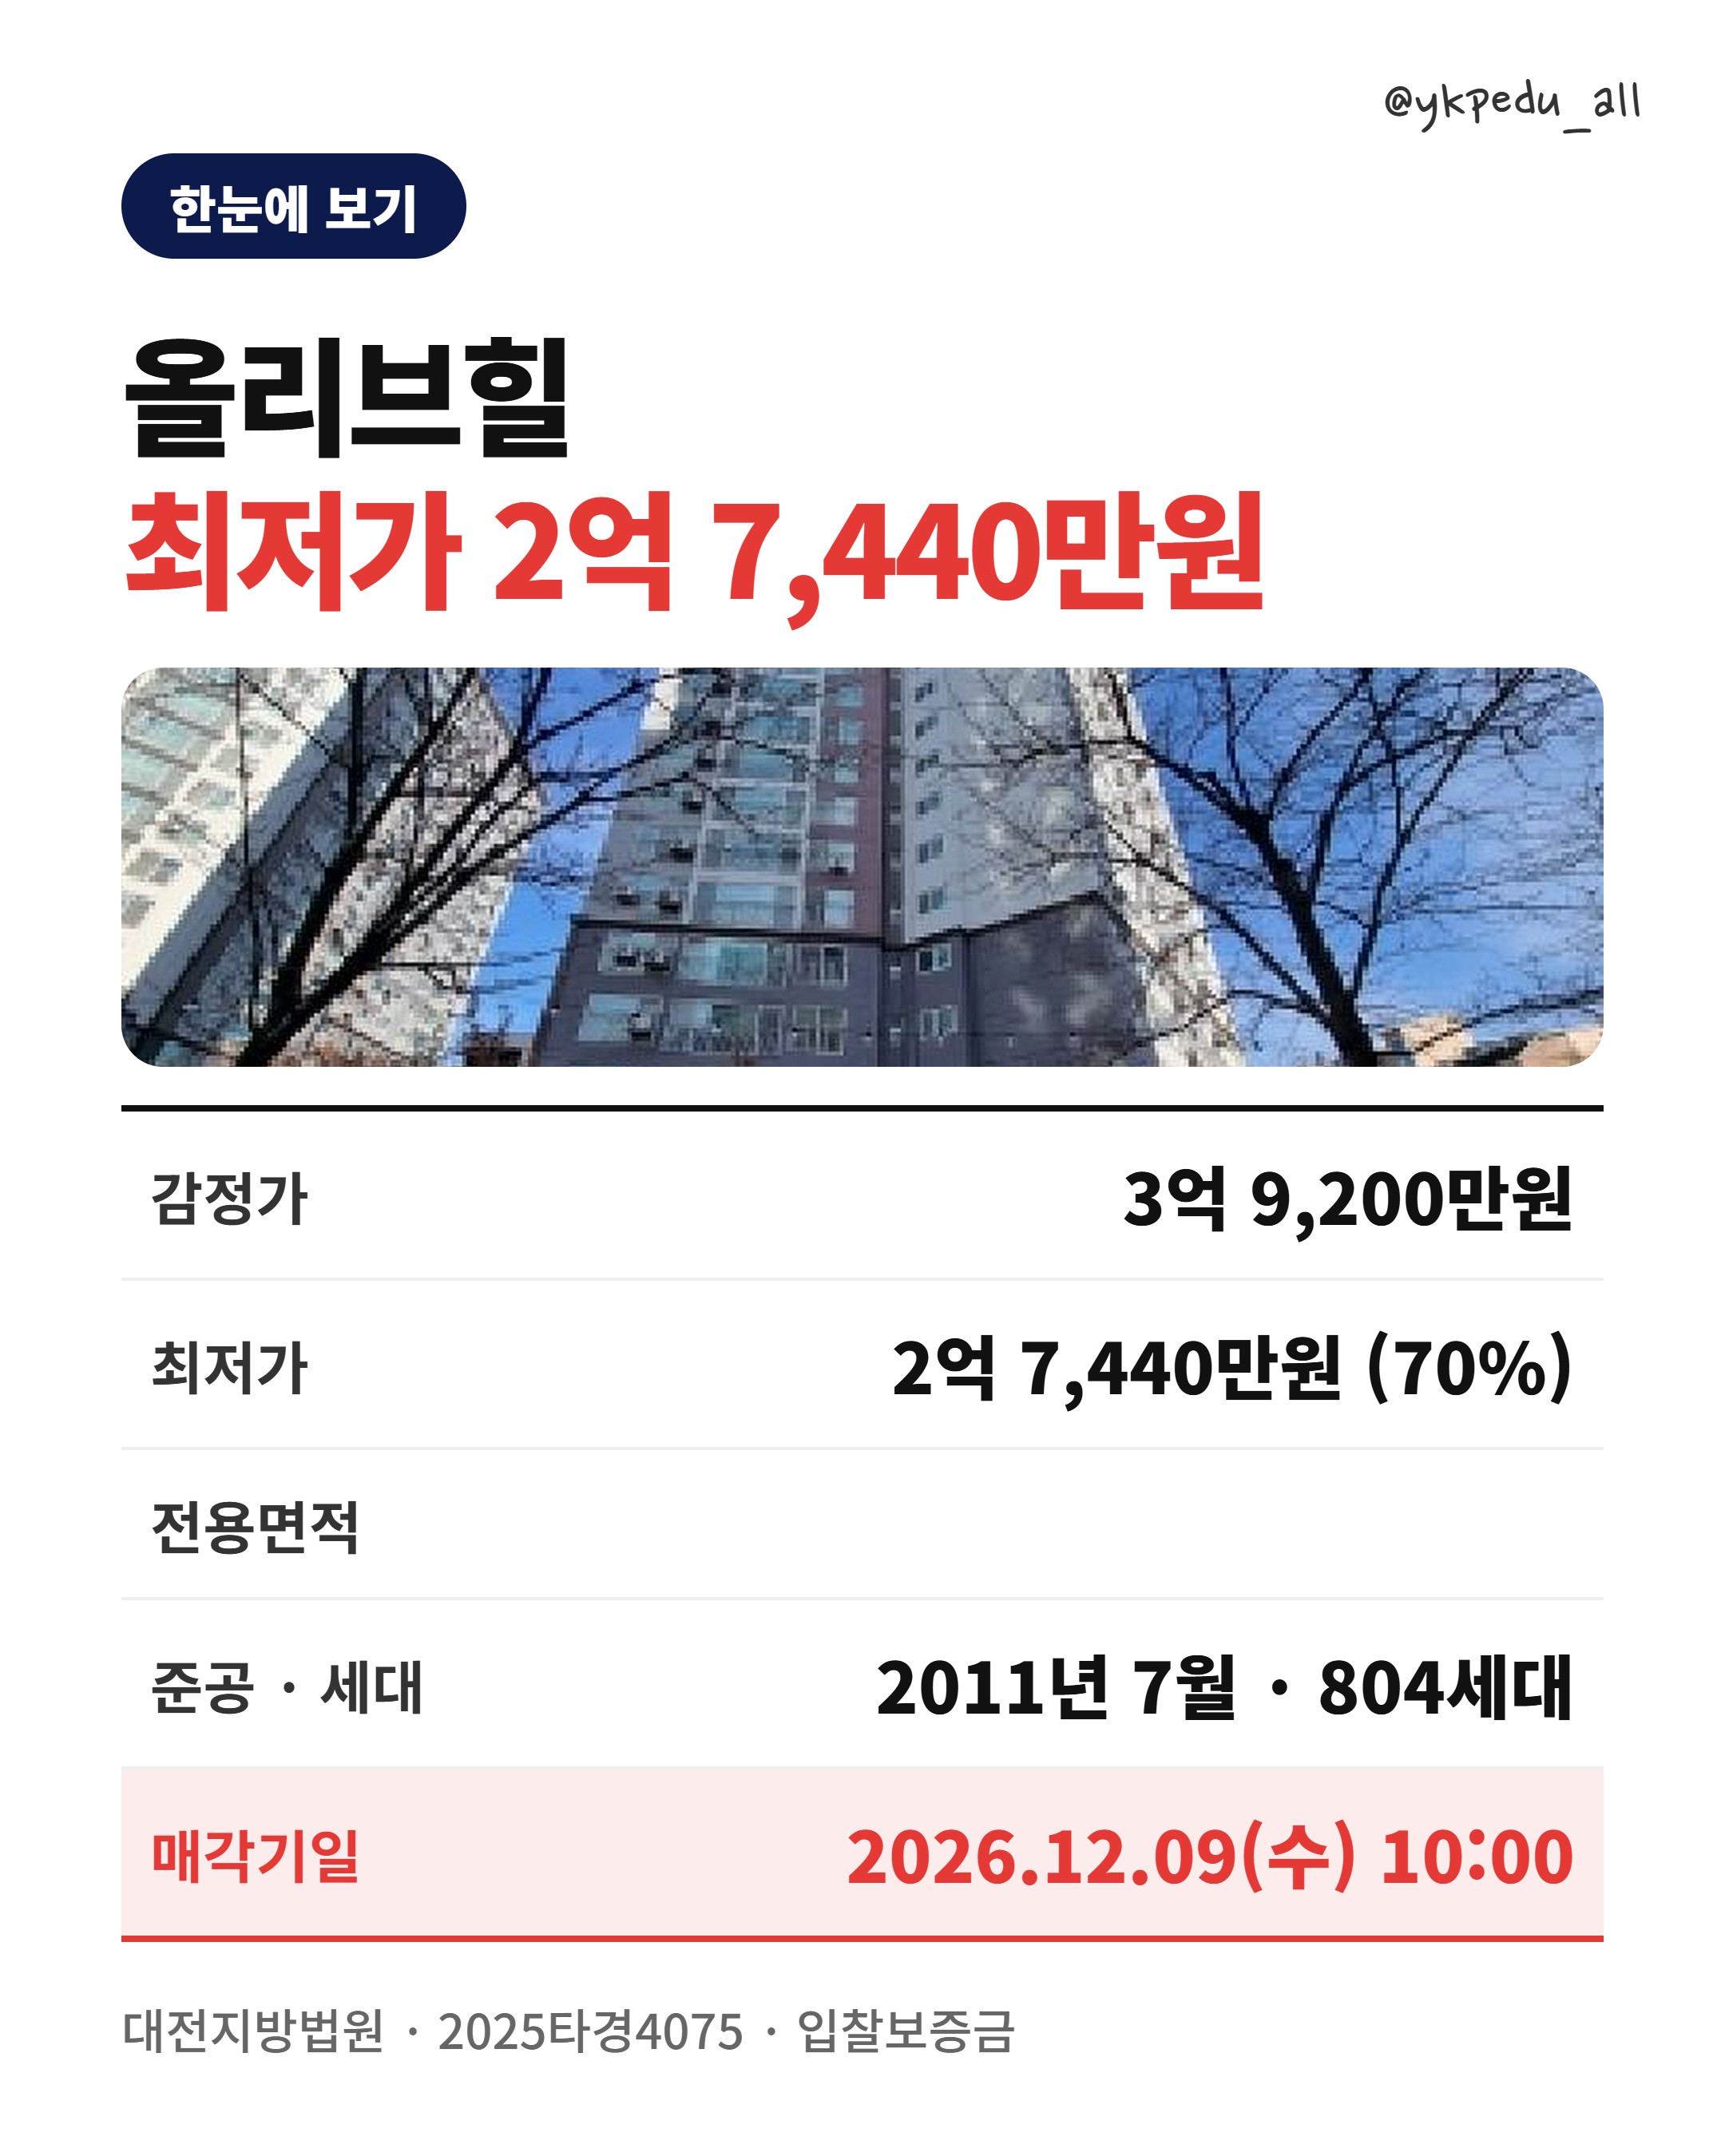 @ykpedu_all
한눈에 보기
올리브힐
최저가 2억 7,440만원
감정가 3억 9,200만원
최저가 2억 7,440만원 (70%)
전용면적
준공 · 세대 2011년 7월 · 804세대
매각기일 2026.12.09(수) 10:00
대전지방법원 · 2025타경4075 · 입찰보증금